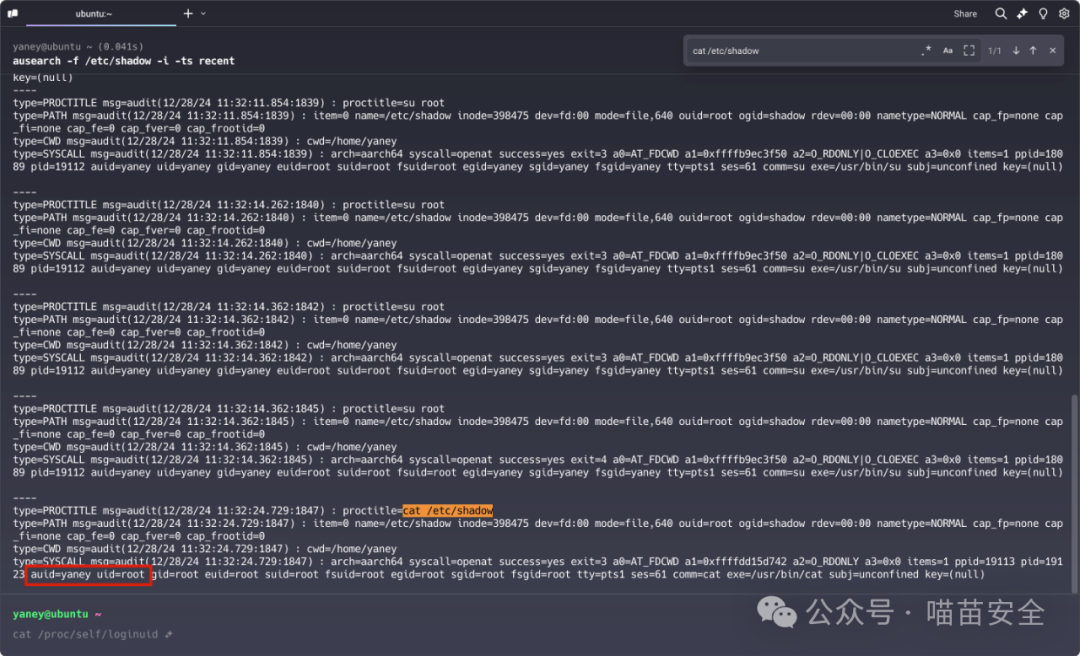 ubuntu:~
Share
yaney@ubuntu ~ (0.041s)
ausearch -f /etc/shadow -i -ts recent
cat /etc/shadow
.* Aa 1/1
key=(null)
----
type=PROCTITLE msg=audit(12/28/24 11:32:11.854:1839) : proctitle=su root
type=PATH msg=audit(12/28/24 11:32:11.854:1839) : item=0 name=/etc/shadow inode=398475 dev=fd:00 mode=file,640 ouid=root ogid=shadow rdev=00:00 nametype=NORMAL cap_fp=none cap
_fi=none cap_fe=0 cap_fver=0 cap_frootid=0
type=CWD msg=audit(12/28/24 11:32:11.854:1839) : cwd=/home/yaney
type=SYSCALL msg=audit(12/28/24 11:32:11.854:1839) : arch=aarch64 syscall=openat success=yes exit=3 a0=AT_FDCWD a1=0xffffb9ec3f50 a2=O_RDONLY|O_CLOEXEC a3=0x0 items=1 ppid=180
89 pid=19112 auid=yaney uid=yaney gid=yaney euid=root suid=root fsuid=root egid=yaney sgid=yaney fsgid=yaney tty=pts1 ses=61 comm=su exe=/usr/bin/su subj=unconfined key=(null)
----
type=PROCTITLE msg=audit(12/28/24 11:32:14.262:1840) : proctitle=su root
type=PATH msg=audit(12/28/24 11:32:14.262:1840) : item=0 name=/etc/shadow inode=398475 dev=fd:00 mode=file,640 ouid=root ogid=shadow rdev=00:00 nametype=NORMAL cap_fp=none cap
_fi=none cap_fe=0 cap_fver=0 cap_frootid=0
type=CWD msg=audit(12/28/24 11:32:14.262:1840) : cwd=/home/yaney
type=SYSCALL msg=audit(12/28/24 11:32:14.262:1840) : arch=aarch64 syscall=openat success=yes exit=3 a0=AT_FDCWD a1=0xffffb9ec3f50 a2=O_RDONLY|O_CLOEXEC a3=0x0 items=1 ppid=180
89 pid=19112 auid=yaney uid=yaney gid=yaney euid=root suid=root fsuid=root egid=yaney sgid=yaney fsgid=yaney tty=pts1 ses=61 comm=su exe=/usr/bin/su subj=unconfined key=(null)
----
type=PROCTITLE msg=audit(12/28/24 11:32:14.362:1842) : proctitle=su root
type=PATH msg=audit(12/28/24 11:32:14.362:1842) : item=0 name=/etc/shadow inode=398475 dev=fd:00 mode=file,640 ouid=root ogid=shadow rdev=00:00 nametype=NORMAL cap_fp=none cap
_fi=none cap_fe=0 cap_fver=0 cap_frootid=0
type=CWD msg=audit(12/28/24 11:32:14.362:1842) : cwd=/home/yaney
type=SYSCALL msg=audit(12/28/24 11:32:14.362:1842) : arch=aarch64 syscall=openat success=yes exit=3 a0=AT_FDCWD a1=0xffffb9ec3f50 a2=O_RDONLY|O_CLOEXEC a3=0x0 items=1 ppid=180
89 pid=19112 auid=yaney uid=yaney gid=yaney euid=root suid=root fsuid=root egid=yaney sgid=yaney fsgid=yaney tty=pts1 ses=61 comm=su exe=/usr/bin/su subj=unconfined key=(null)
----
type=PROCTITLE msg=audit(12/28/24 11:32:14.362:1845) : proctitle=su root
type=PATH msg=audit(12/28/24 11:32:14.362:1845) : item=0 name=/etc/shadow inode=398475 dev=fd:00 mode=file,640 ouid=root ogid=shadow rdev=00:00 nametype=NORMAL cap_fp=none cap
_fi=none cap_fe=0 cap_fver=0 cap_frootid=0
type=CWD msg=audit(12/28/24 11:32:14.362:1845) : cwd=/home/yaney
type=SYSCALL msg=audit(12/28/24 11:32:14.362:1845) : arch=aarch64 syscall=openat success=yes exit=4 a0=AT_FDCWD a1=0xffffb9ec3f50 a2=O_RDONLY|O_CLOEXEC a3=0x0 items=1 ppid=180
89 pid=19112 auid=yaney uid=yaney gid=yaney euid=root suid=root fsuid=root egid=yaney sgid=yaney fsgid=yaney tty=pts1 ses=61 comm=su exe=/usr/bin/su subj=unconfined key=(null)
----
type=PROCTITLE msg=audit(12/28/24 11:32:24.729:1847) : proctitle=cat /etc/shadow
type=PATH msg=audit(12/28/24 11:32:24.729:1847) : item=0 name=/etc/shadow inode=398475 dev=fd:00 mode=file,640 ouid=root ogid=shadow rdev=00:00 nametype=NORMAL cap_fp=none cap
_fi=none cap_fe=0 cap_fver=0 cap_frootid=0
type=CWD msg=audit(12/28/24 11:32:24.729:1847) : cwd=/home/yaney
type=SYSCALL msg=audit(12/28/24 11:32:24.729:1847) : arch=aarch64 syscall=openat success=yes exit=3 a0=AT_FDCWD a1=0xffffdd15d742 a2=O_RDONLY a3=0x0 items=1 ppid=19113 pid=191
23 auid=yaney uid=root gid=root euid=root suid=root fsuid=root egid=root sgid=root fsgid=root tty=pts1 ses=61 comm=cat exe=/usr/bin/cat subj=unconfined key=(null)
yaney@ubuntu ~
cat /proc/self/loginuid
公众号 · 喵苗安全